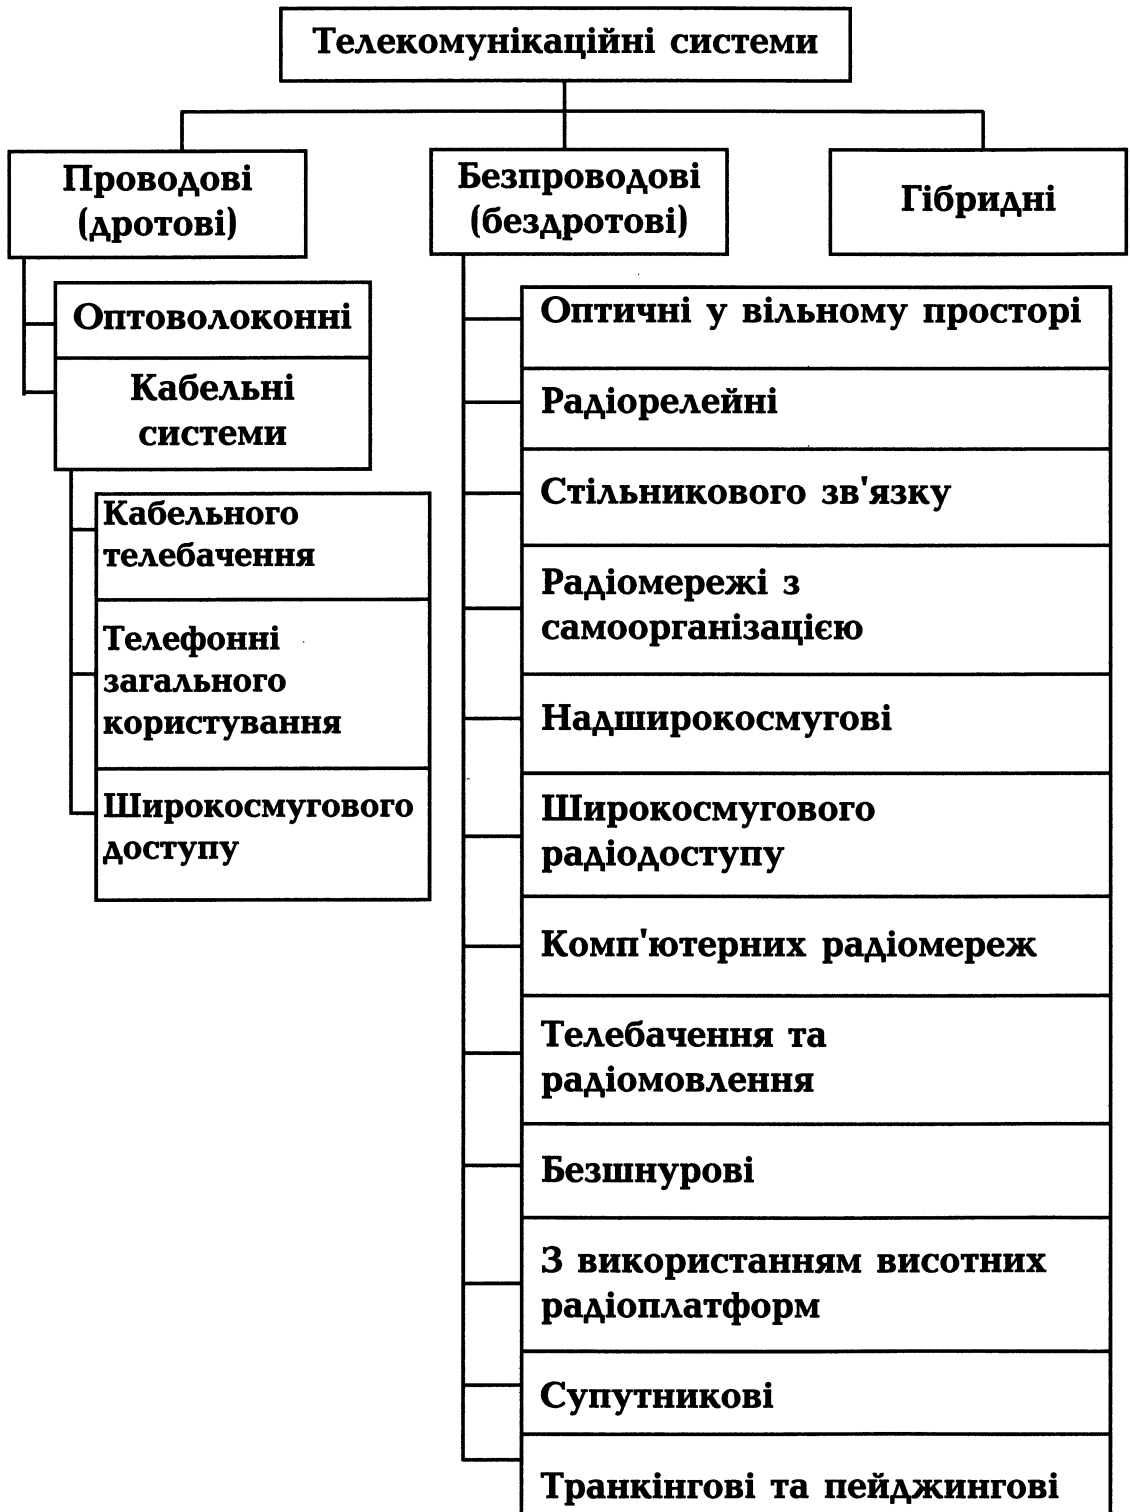 Телекомунікаційні системи
Проводові
(дротові)
Безпроводові
(бездротові)
Гібридні
Оптоволоконні
Кабельні
системи
Кабельного
телебачення
Телефонні
загального
користування
Широкосмугового
доступу
Оптичні у вільному просторі
Радіорелейні
Стільникового зв'язку
Радіомережі з
самоорганізацією
Надширокосмугові
Широкосмугового
радіодоступу
Комп'ютерних радіомереж
Телебачення та
радіомовлення
Безшнурові
З використанням висотних
радіоплатформ
Супутникові
Транкінгові та пейджингові